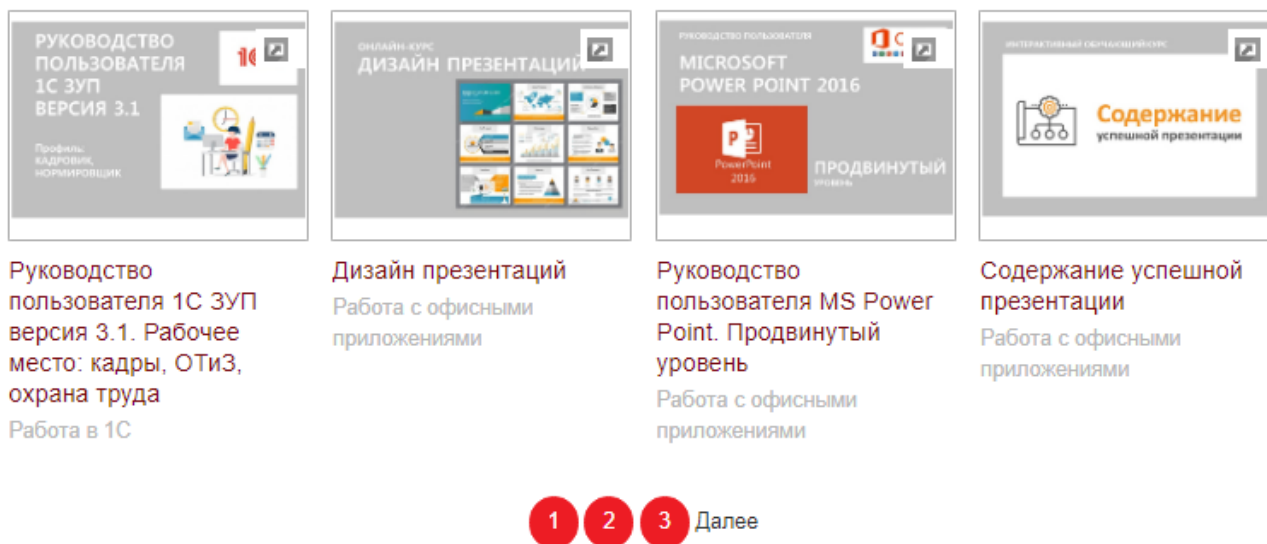 РУКОВОДСТВО
ПОЛЬЗОВАТЕЛЯ
1С ЗУП
ВЕРСИЯ 3.1
Профиль:
КАДРОВИК,
НОРМИРОВЩИК
ОНЛАЙН-КУРС
ДИЗАЙН ПРЕЗЕНТАЦИЙ
РУКОВОДСТВО ПОЛЬЗОВАТЕЛЯ
MICROSOFT
POWER POINT 2016
PowerPoint
2016
ПРОДВИНУТЫЙ
УРОВЕНЬ
ИНТЕРАКТИВНЫЙ ОБУЧАЮЩИЙ КУРС
Содержание
успешной презентации
Руководство
пользователя 1С ЗУП
версия 3.1. Рабочее
место: кадры, ОТиЗ,
охрана труда
Работа в 1С
Дизайн презентаций
Работа с офисными
приложениями
Руководство
пользователя MS Power
Point. Продвинутый
уровень
Работа с офисными
приложениями
Содержание успешной
презентации
Работа с офисными
приложениями
1 2 3 Далее